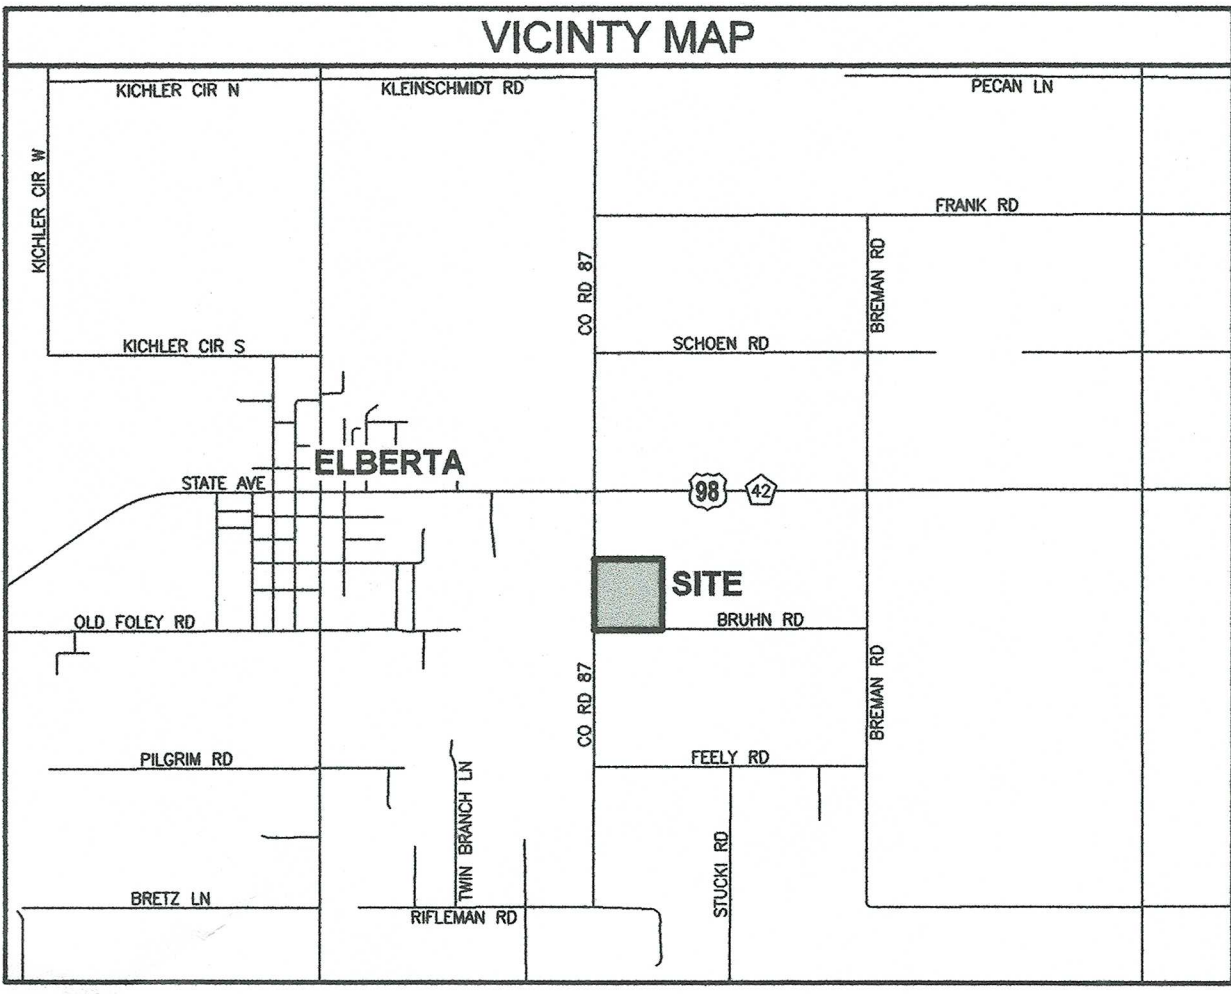 VICINTY MAP
KICHLER CIR N
KLEINSCHMIDT RD
PECAN LN
KICHLER CIR W
FRANK RD
CO RD 87
BREMAN RD
KICHLER CIR S
SCHOEN RD
ELBERTA
STATE AVE
98
42
SITE
OLD FOLEY RD
BRUHN RD
CO RD 87
BREMAN RD
PILGRIM RD
FEELY RD
TWIN BRANCH LN
STUCKI RD
BRETZ LN
RIFLEMAN RD